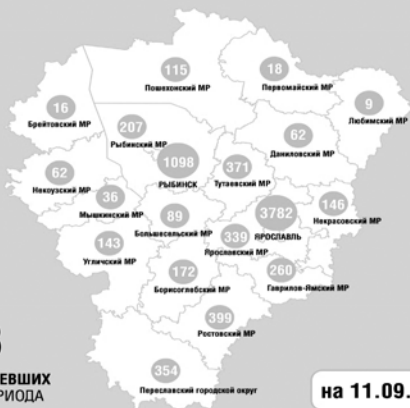 115
Пошехонский МР
18
Первомайский МР
16
Брейтовский МР
9
Любимский МР
207
Рыбинский МР
62
Даниловский МР
1098
РЫБИНСК
371
Тутаевский МР
62
Некоузский МР
36
Мышкинский МР
89
Большесельский МР
3782
ЯРОСЛАВЛЬ
146
Некрасовский МР
339
Ярославский МР
143
Угличский МР
172
Борисоглебский МР
260
Гаврилов-Ямский МР
399
Ростовский МР
354
Переславский городской округ
ЕВШИХ
РИОДА
на 11.09.